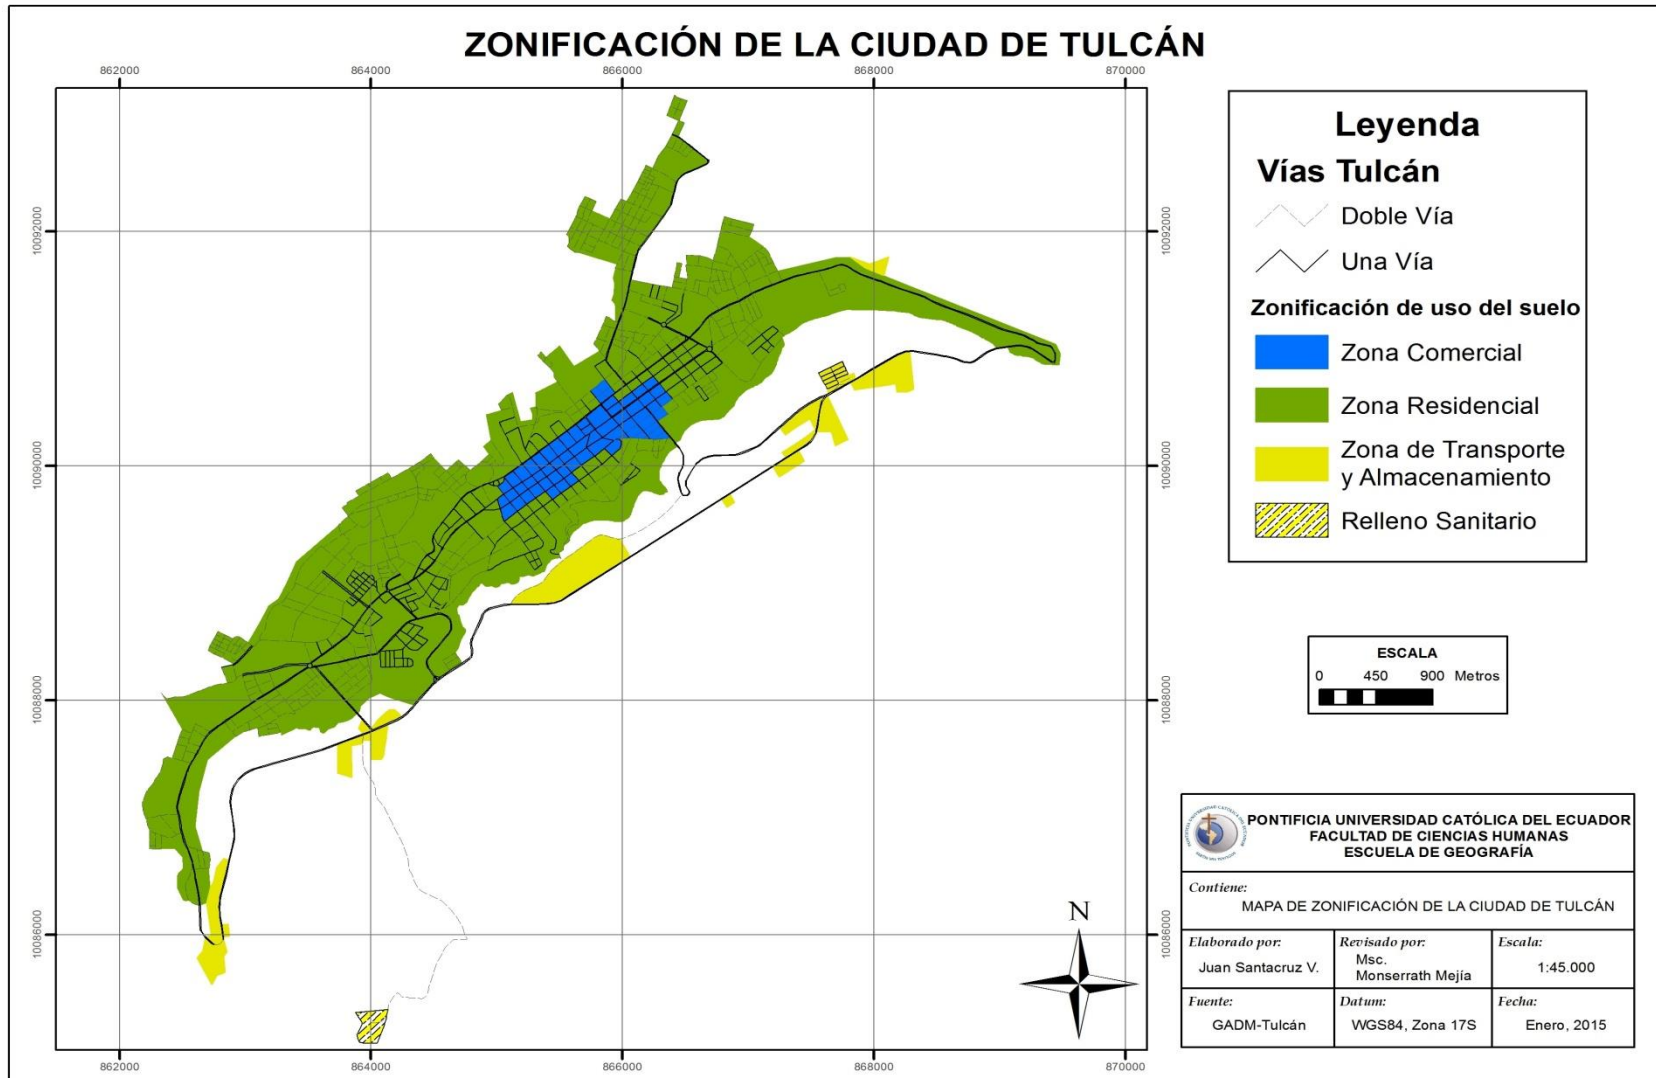 ZONIFICACIÓN DE LA CIUDAD DE TULCÁN
862000
864000
866000
868000
870000
10092000
10092000
10090000
10090000
10088000
10088000
10086000
10086000
862000
864000
866000
868000
870000
N
Leyenda
Vías Tulcán
Doble Vía
Una Vía
Zonificación de uso del suelo
Zona Comercial
Zona Residencial
Zona de Transporte
y Almacenamiento
Relleno Sanitario
ESCALA
0 450 900 Metros
PONTIFICIA UNIVERSIDAD CATÓLICA DEL ECUADOR
FACULTAD DE CIENCIAS HUMANAS
ESCUELA DE GEOGRAFÍA
Contiene:
MAPA DE ZONIFICACIÓN DE LA CIUDAD DE TULCÁN
Elaborado por:
Juan Santacruz V.
Revisado por:
Msc.
Monserrath Mejía
Escala:
1:45.000
Fuente:
GADM-Tulcán
Datum:
WGS84, Zona 17S
Fecha:
Enero, 2015